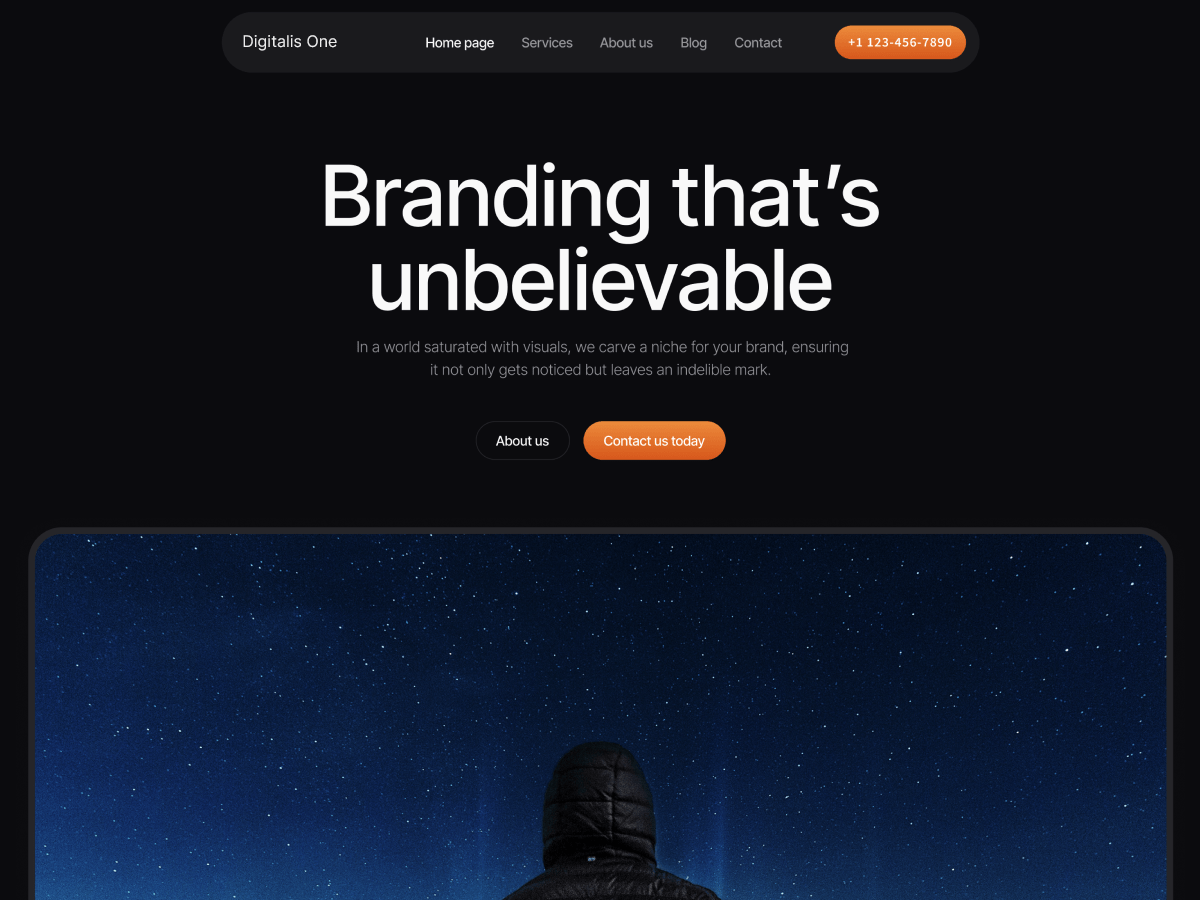 Digitalis One
Home page
Services
About us
Blog
Contact
+1 123-456-7890
Branding that’s
unbelievable
In a world saturated with visuals, we carve a niche for your brand, ensuring
it not only gets noticed but leaves an indelible mark.
About us
Contact us today